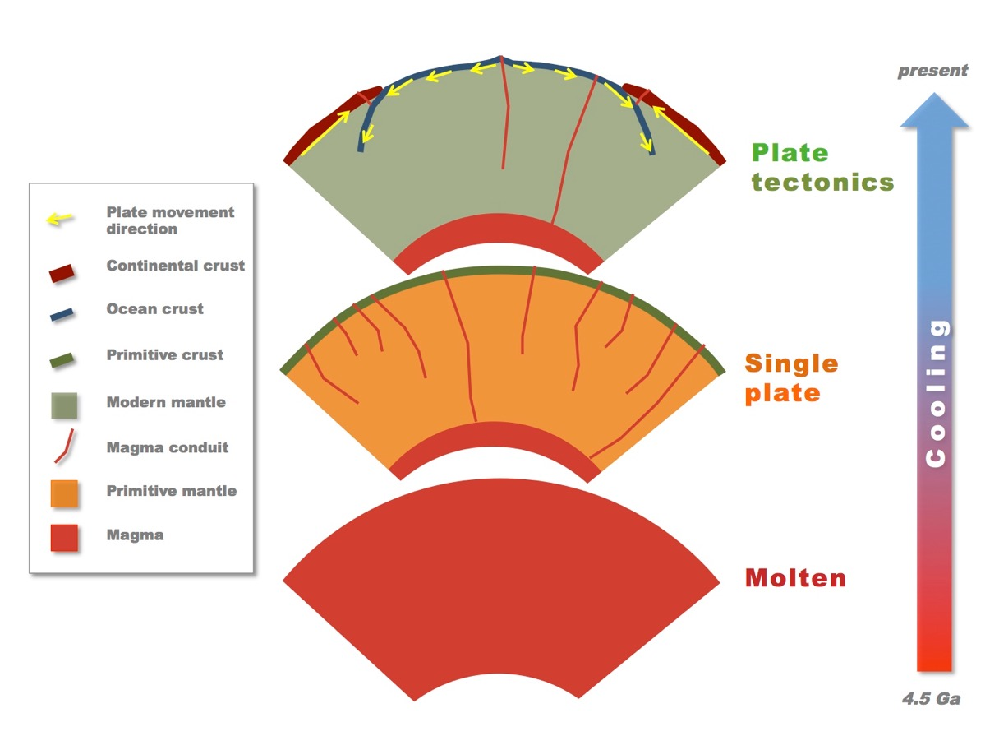 present
Plate
tectonics
Plate movement
direction
Continental crust
Ocean crust
Primitive crust
Modern mantle
Magma conduit
Primitive mantle
Magma
Single
plate
Molten
Cooling
4.5 Ga